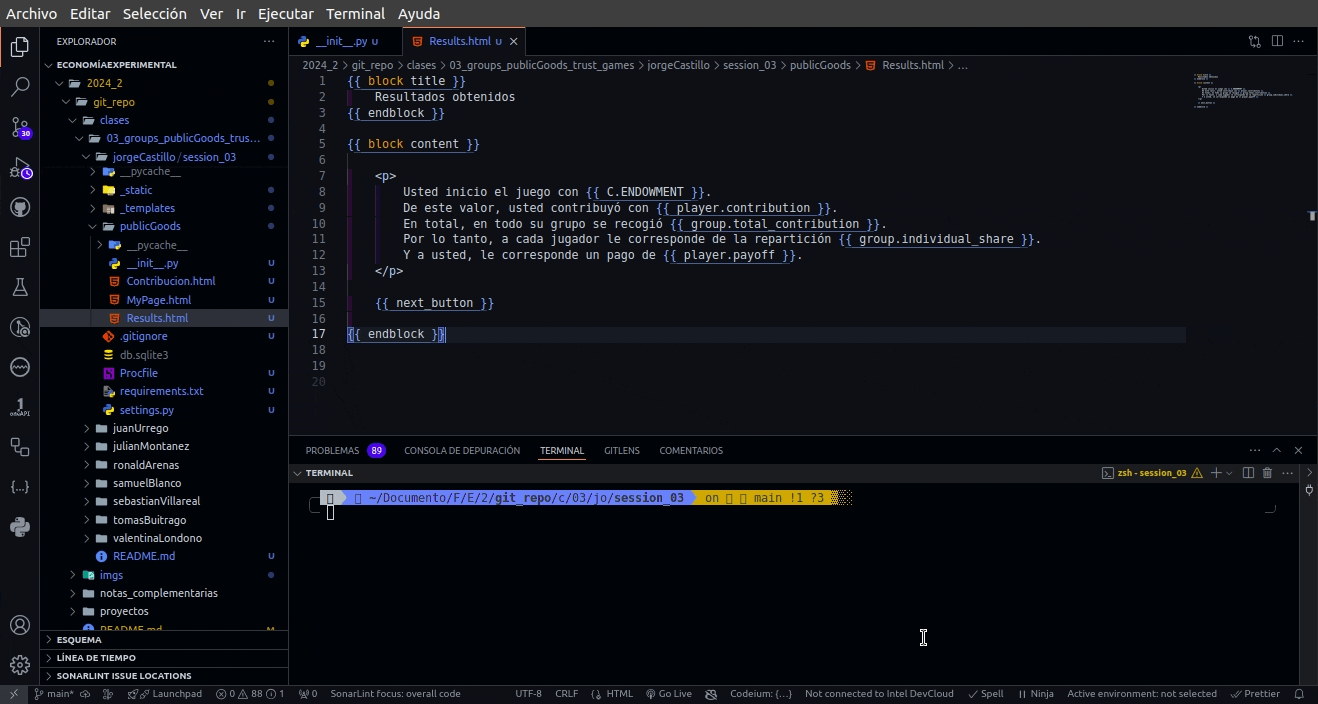 Archivo Editar Selección Ver Ir Ejecutar Terminal Ayuda
EXPLORADOR
ECONOMÍAEXPERIMENTAL
2024_2
git_repo
clases
03_groups_publicGoods_trus...
jorgeCastillo / session_03
__pycache__
_static
_templates
publicGoods
__pycache__
__init__.py U
Contribucion.html U
MyPage.html U
Results.html U
.gitignore U
db.sqlite3
Procfile U
requirements.txt U
settings.py U
juanUrrego
julianMontanez
ronaldArenas
samuelBlanco
sebastianVillareal
tomasBuitrago
valentinaLondono
README.md U
imgs
notas_complementarias
proyectos
README.md M
ESQUEMA
LÍNEA DE TIEMPO
SONARLINT ISSUE LOCATIONS
30
1
oneAPI
__init__.py U
Results.html U
2024_2 > git_repo > clases > 03_groups_publicGoods_trust_games > jorgeCastillo > session_03 > publicGoods > Results.html > ...
1 {{ block title }}
2 Resultados obtenidos
3 {{ endblock }}
4
5 {{ block content }}
6
7 <p>
8 Usted inicio el juego con {{ C.ENDOWMENT }}.
9 De este valor, usted contribuyó con {{ player.contribution }}.
10 En total, en todo su grupo se recogió {{ group.total_contribution }}.
11 Por lo tanto, a cada jugador le corresponde de la repartición {{ group.individual_share }}.
12 Y a usted, le corresponde un pago de {{ player.payoff }}.
13 </p>
14
15 {{ next_button }}
16
17 {{ endblock }}
18
19
20
PROBLEMAS 89 CONSOLA DE DEPURACIÓN TERMINAL GITLENS COMENTARIOS
TERMINAL
zsh - session_03
~/Documento/F/E/2/git_repo/c/03/jo/session_03 on main !1 ?3
main* Launchpad 0 88 1 0 SonarLint focus: overall code UTF-8 CRLF HTML Go Live Codeium: {...} Not connected to Intel DevCloud Spell Ninja Active environment: not selected Prettier